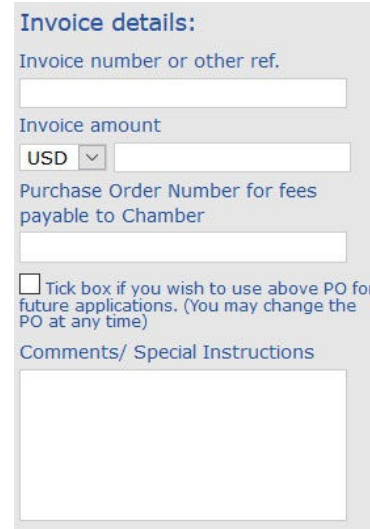 Invoice details:
Invoice number or other ref.
Invoice amount
USD
Purchase Order Number for fees
payable to Chamber
Tick box if you wish to use above PO for
future applications. (You may change the
PO at any time)
Comments/ Special Instructions